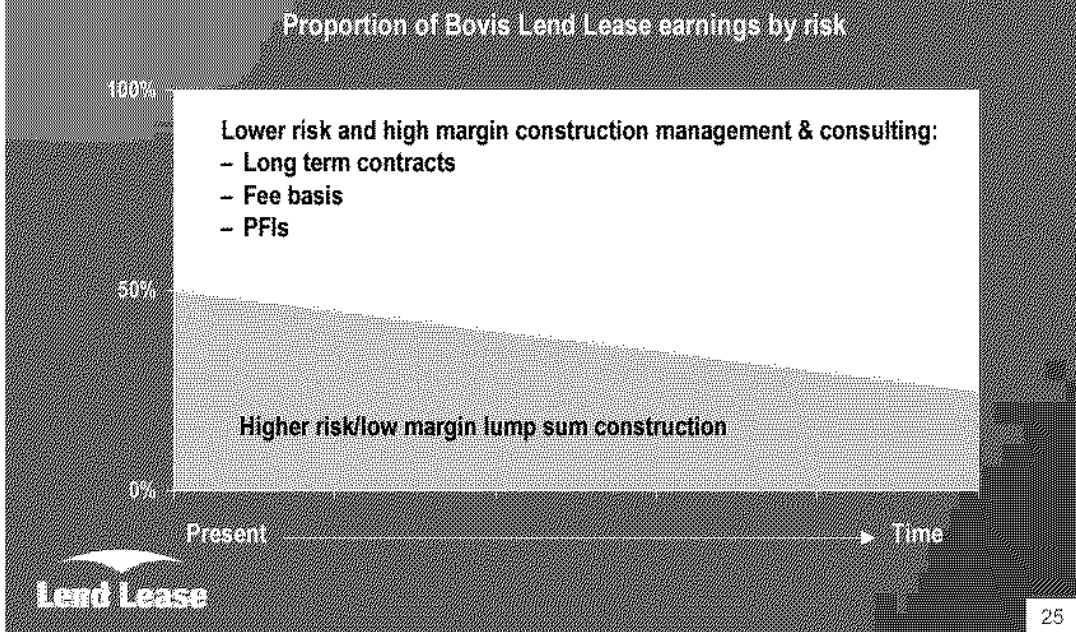 Proportion of Bovis Lend Lease earnings by risk
100%
Lower risk and high margin construction management & consulting:
– Long term contracts
– Fee basis
– PFIs
50%
Higher risk/low margin lump sum construction
0%
Present
Time
Lend Lease
25